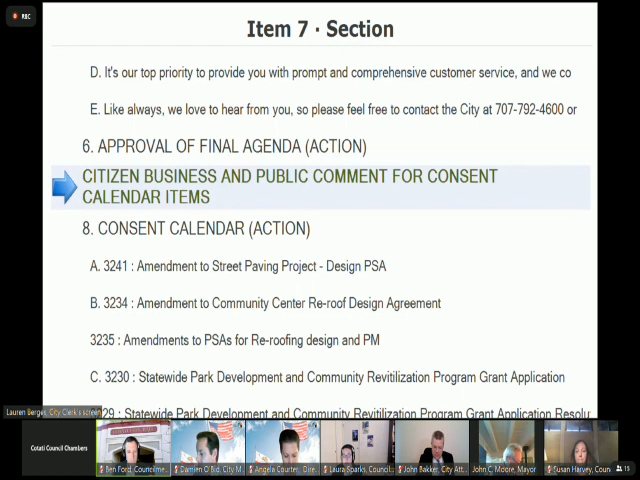 REC
Item 7 · Section
D. It's our top priority to provide you with prompt and comprehensive customer service, and we co
E. Like always, we love to hear from you, so please feel free to contact the City at 707-792-4600 or
6. APPROVAL OF FINAL AGENDA (ACTION)
CITIZEN BUSINESS AND PUBLIC COMMENT FOR CONSENT
CALENDAR ITEMS
8. CONSENT CALENDAR (ACTION)
A. 3241 : Amendment to Street Paving Project - Design PSA
B. 3234 : Amendment to Community Center Re-roof Design Agreement
3235 : Amendments to PSAs for Re-roofing design and PM
C. 3230 : Statewide Park Development and Community Revitilization Program Grant Application
Lauren Berges, City Clerk's screen
29 : Statewide Park Development and Community Revitilization Program Grant Application Resolu
Cotati Council Chambers
Ben Ford, Councilme...
Damien O'Bid, City M...
Angela Courter, Dire...
Laura Sparks, Council...
John Bakker, City Att...
John C. Moore, Mayor
Susan Harvey, Counc
15